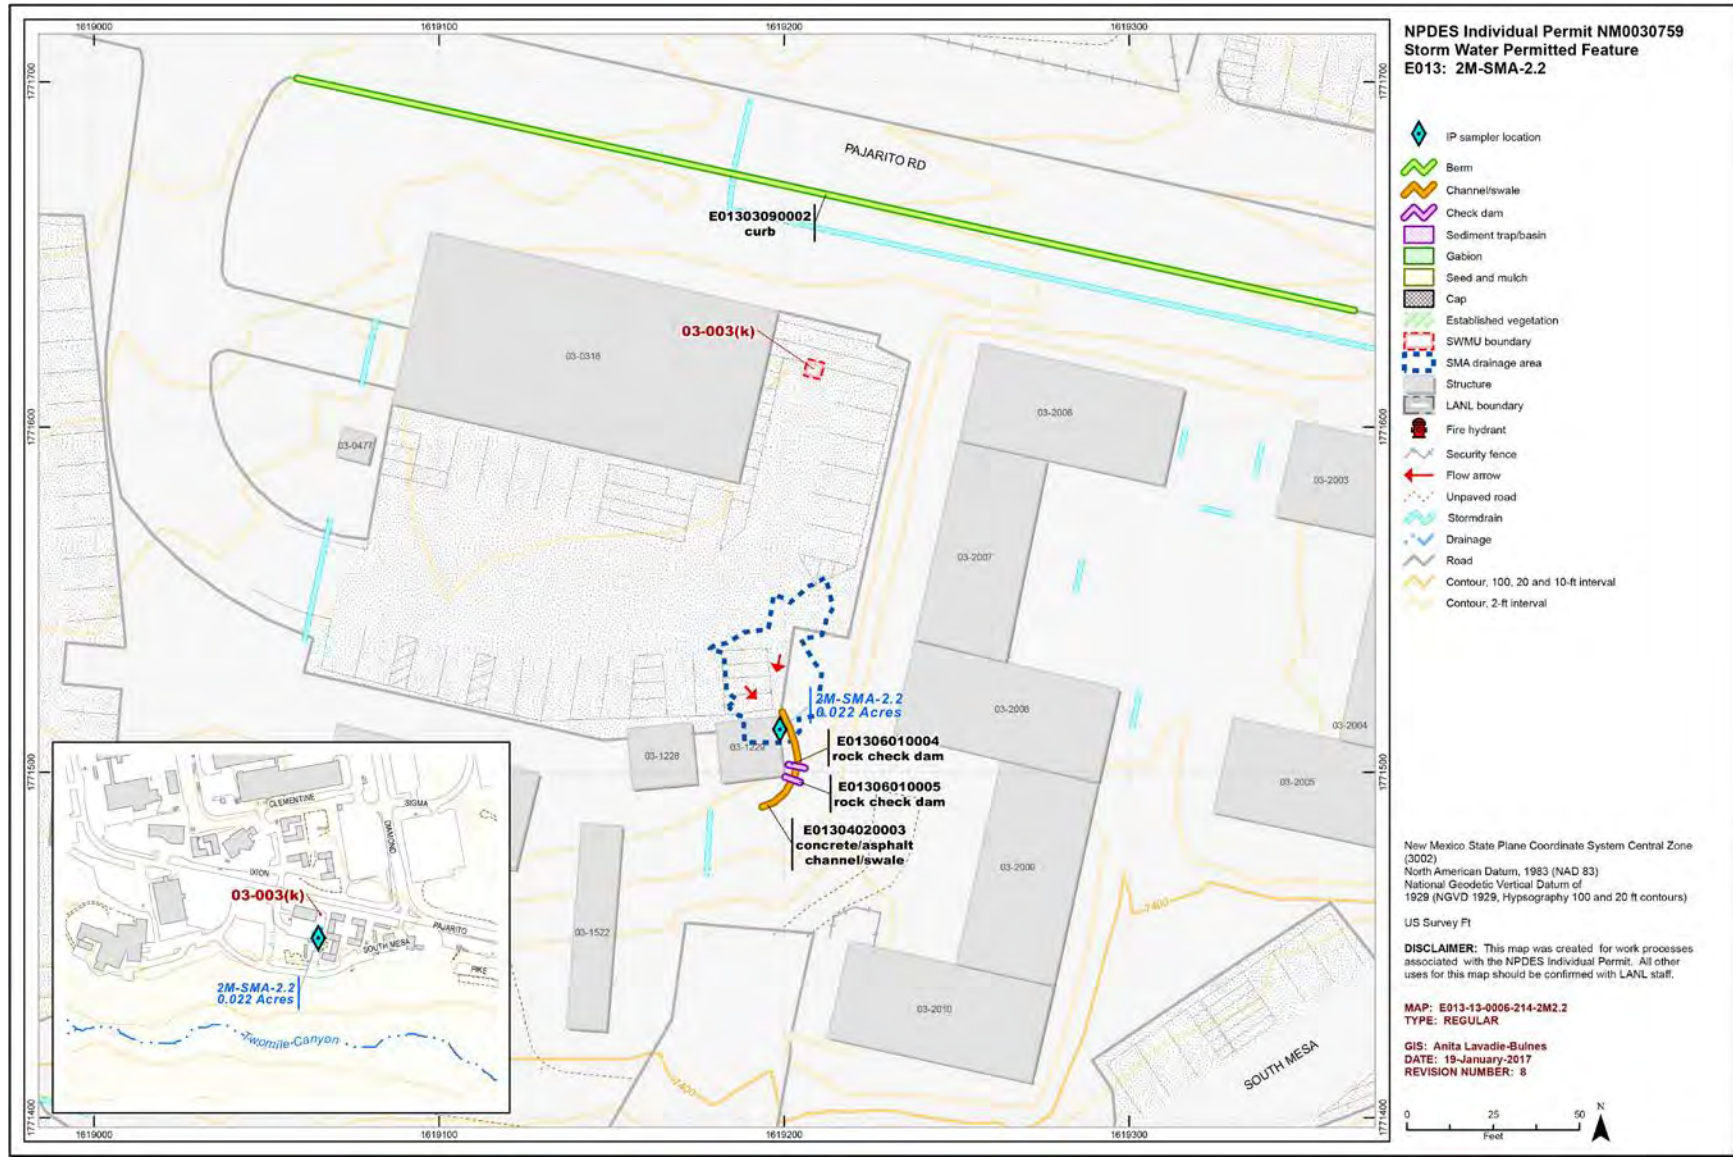 1619000
1619100
1619200
1619300
NPDES Individual Permit NM0030759
Storm Water Permitted Feature
E013: 2M-SMA-2.2
IP sampler location
Berm
Channel/swale
Check dam
Sediment trap/basin
Gabion
Seed and mulch
Cap
Established vegetation
SWMU boundary
SMA drainage area
Structure
LANL boundary
Fire hydrant
Security fence
Flow arrow
Unpaved road
Stormdrain
Drainage
Road
Contour, 100, 20 and 10-ft interval
Contour, 2-ft interval
New Mexico State Plane Coordinate System Central Zone
(3002)
North American Datum, 1983 (NAD 83)
National Geodetic Vertical Datum of
1929 (NGVD 1929, Hypsography 100 and 20 ft contours)
US Survey Ft
DISCLAIMER: This map was created for work processes
associated with the NPDES Individual Permit. All other
uses for this map should be confirmed with LANL staff.
MAP: E013-13-0006-214-2M2.2
TYPE: REGULAR
GIS: Anita Lavadie-Bulnes
DATE: 19-January-2017
REVISION NUMBER: 8
0 25 50
Feet
N
1771700
1771700
1771600
1771600
1771500
1771500
1771400
1771400
PAJARITO RD
E01303090002
curb
03-003(k)
03-0316
03-0477
03-2006
03-2003
03-2007
03-2008
03-2004
2M-SMA-2.2
0.022 Acres
03-1228
03-1229
E01306010004
rock check dam
E01306010005
rock check dam
E01304020003
concrete/asphalt
channel/swale
03-2005
03-2009
03-1522
03-2010
7400
7400
SOUTH MESA
CLEMENTINE
SIGMA
DIAMOND
IXION
03-003(k)
PAJARITO
SOUTH MESA
PIKE
2M-SMA-2.2
0.022 Acres
Twomile-Canyon
1619000
1619100
1619200
1619300